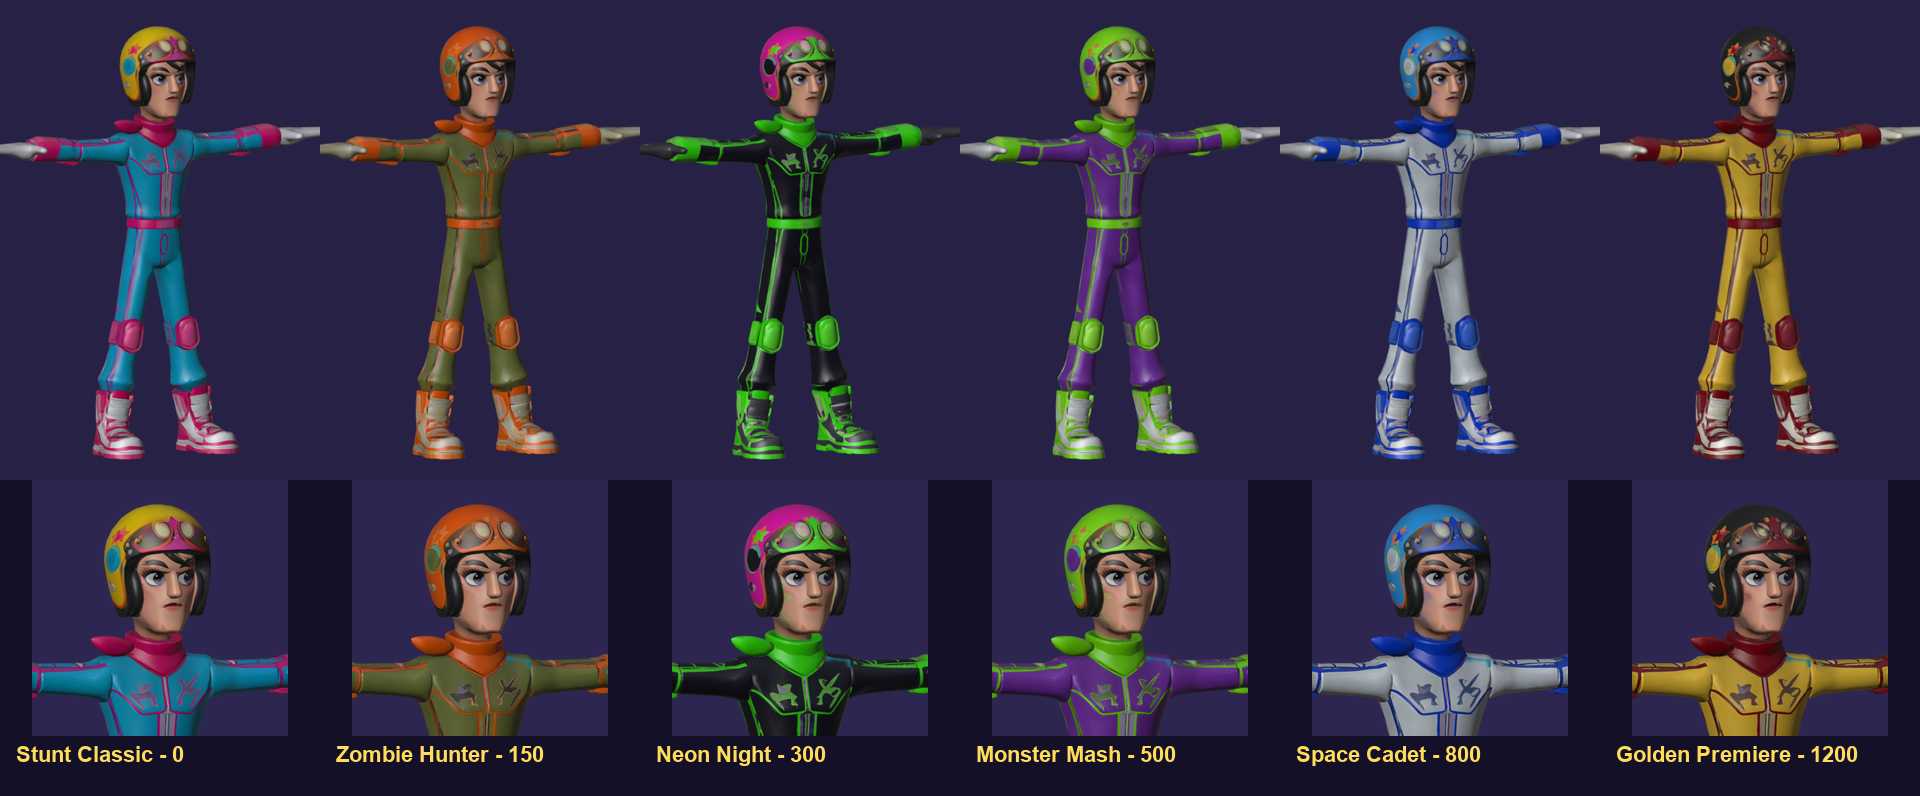 Stunt Classic - 0
Zombie Hunter - 150
Neon Night - 300
Monster Mash - 500
Space Cadet - 800
Golden Premiere - 1200